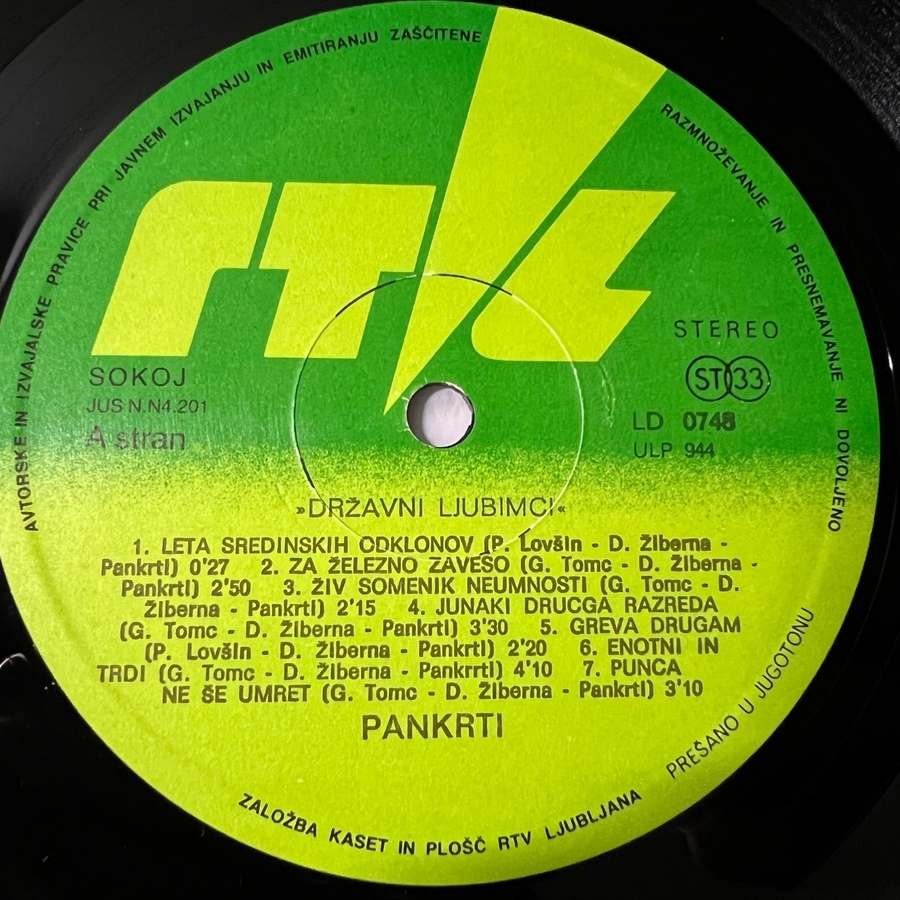 AVTORSKE IN IZVAJALSKE PRAVICE PRI JAVNEM IZVAJANJU IN EMITIRANJU ZAŠČITENE
RAZMNOŽEVANJE IN PRESNEMAVANJE NI DOVOLJENO
rtl
STEREO
SOKOJ
ST 33
JUS N.N4.201
LD 0748
A stran
ULP 944
»DRŽAVNI LJUBIMCI«
1. LETA SREDINSKIH ODKLONOV (P. Lovšin - D. Žiberna -
Pankrti) 0'27 2. ZA ŽELEZNO ZAVESO (G. Tomc - D. Žiberna -
Pankrti) 2'50 3. ŽIV SOMENIK NEUMNOSTI (G. Tomc - D.
Žiberna - Pankrti) 2'15 4. JUNAKI DRUGGA RAZREDA
(G. Tomc - D. Žiberna - Pankrti) 3'30 5. GREVA DRUGAM
(P. Lovšin - D. Žiberna - Pankrti) 2'20 6. ENOTNI IN
TRDI (G. Tomc - D. Žiberna - Pankrrti) 4'10 7. PUNCA
NE ŠE UMRET (G. Tomc - D. Žiberna - Pankrti) 3'10
PANKRTI
PREŠANO U JUGOTONU
ZALOŽBA KASET IN PLOŠČ RTV LJUBLJANA